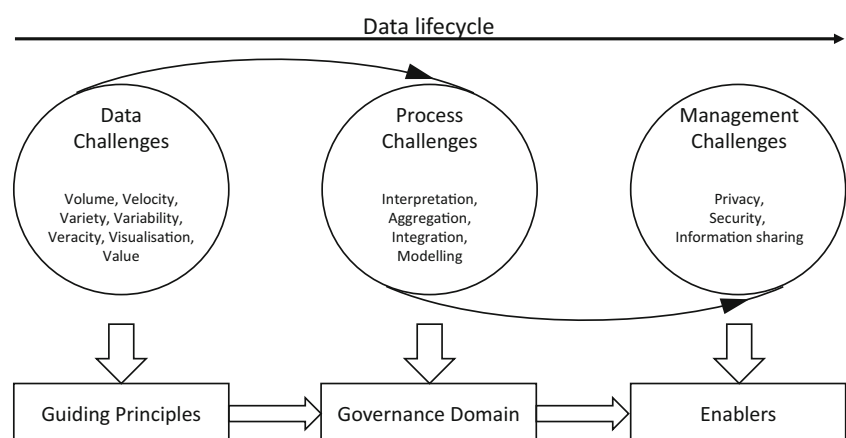 Data lifecycle
Data
Challenges
Volume, Velocity,
Variety, Variability,
Veracity, Visualisation,
Value
Process
Challenges
Interpretation,
Aggregation,
Integration,
Modelling
Management
Challenges
Privacy,
Security,
Information sharing
Guiding Principles
Governance Domain
Enablers